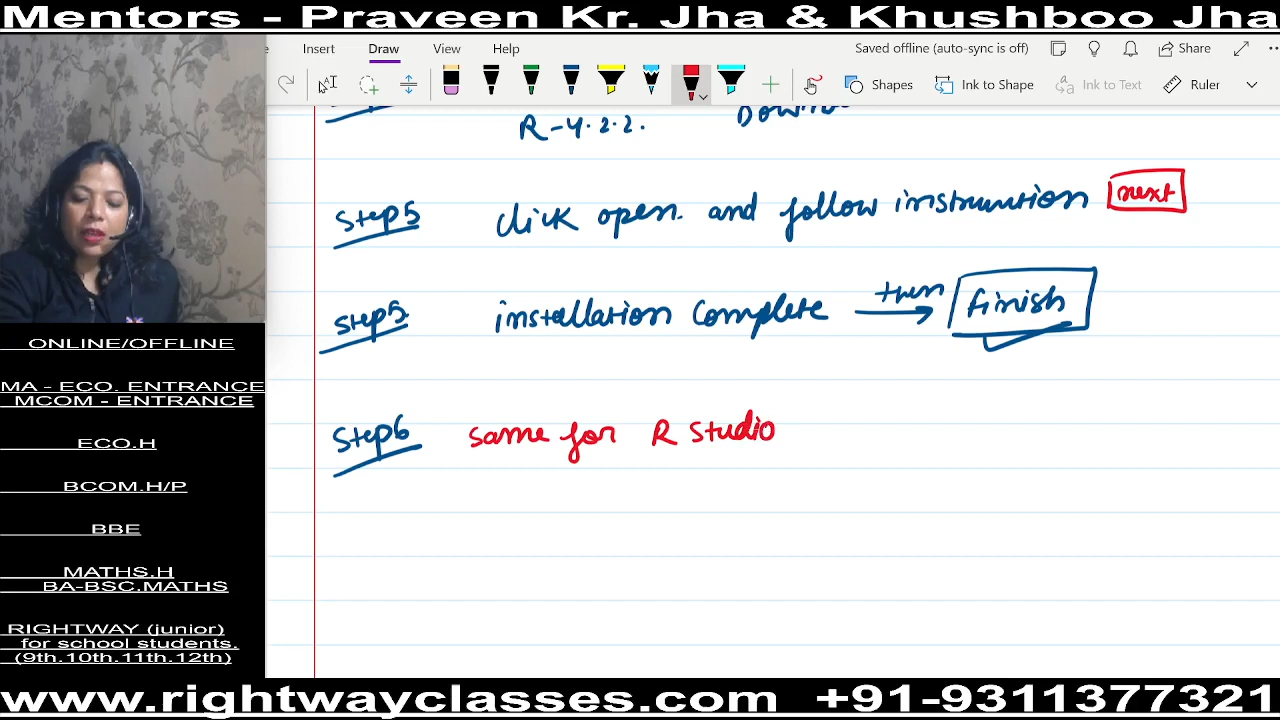 Mentors - Praveen Kr. Jha & Khushboo Jha
Insert Draw View Help Saved offline (auto-sync is off) Share
Shapes Ink to Shape Ink to Text Ruler
R-4.2.2.
Step5 click open. and follow instruction next
Step5 installation Complete then finish
Step6 same for R Studio
ONLINE/OFFLINE
MA - ECO. ENTRANCE
MCOM - ENTRANCE
ECO.H
BCOM.H/P
BBE
MATHS.H
BA-BSC.MATHS
RIGHTWAY (junior)
for school students.
(9th.10th.11th.12th)
www.rightwayclasses.com +91-9311377321